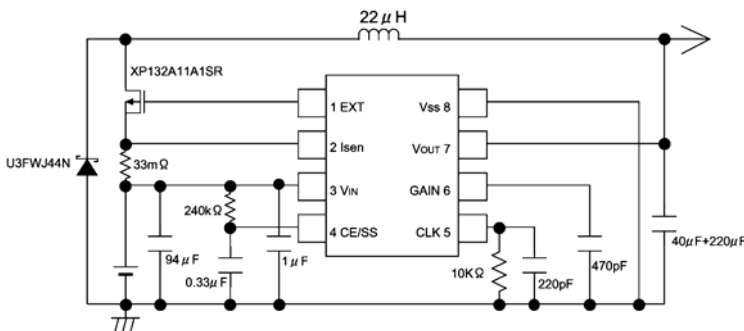 22μH
XP132A11A1SR
1 EXT
Vss 8
2 Isen
VOUT 7
U3FWJ44N
33mΩ
3 VIN
GAIN 6
240kΩ
4 CE/SS
CLK 5
94μF
0.33μF
1μF
10KΩ
220pF
470pF
40μF+220μF